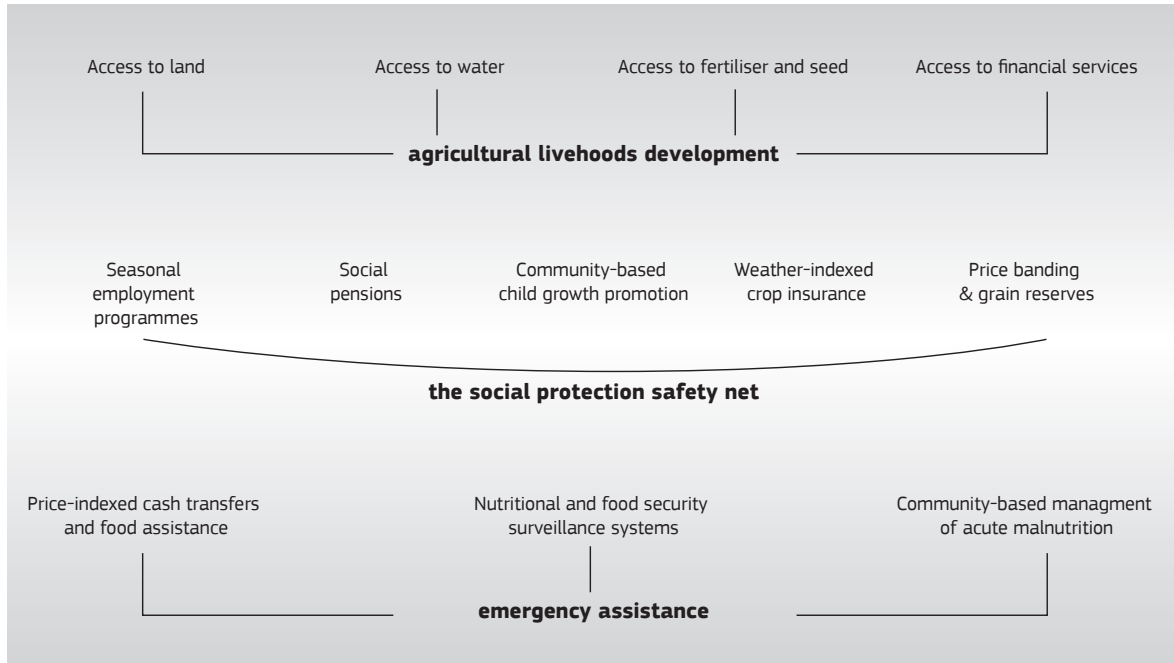 Access to land
Access to water
Access to fertiliser and seed
Access to financial services
agricultural livehoods development
Seasonal
employment
programmes
Social
pensions
Community-based
child growth promotion
Weather-indexed
crop insurance
Price banding
& grain reserves
the social protection safety net
Price-indexed cash transfers
and food assistance
Nutritional and food security
surveillance systems
Community-based managment
of acute malnutrition
emergency assistance